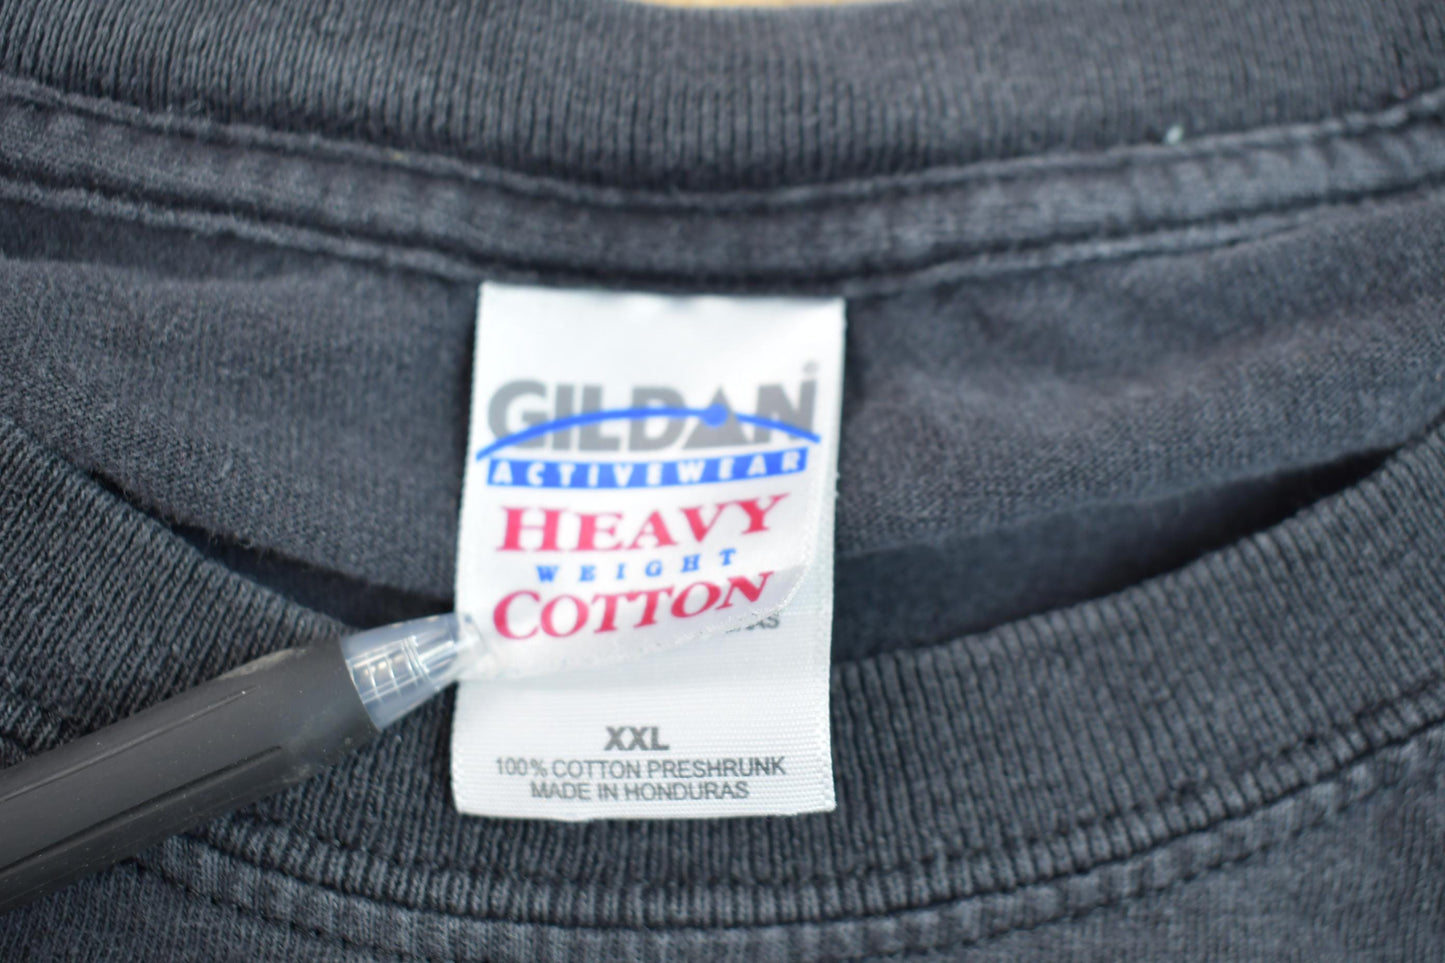 GILDAN®
ACTIVEWEAR
HEAVY
WEIGHT
COTTON
XXL
100% COTTON PRESHRUNK
MADE IN HONDURAS